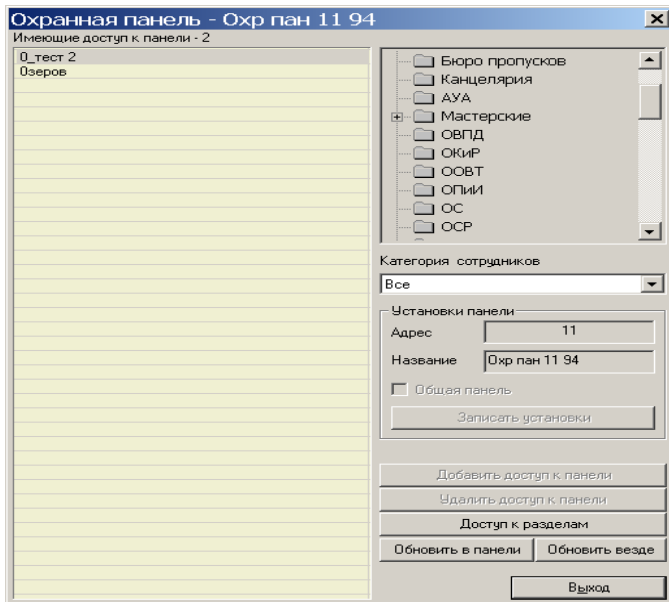 Охранная панель - Охр пан 11 94
Имеющие доступ к панели - 2
0_тест 2
Озеров
Бюро пропусков
Канцелярия
АУА
Мастерские
ОВПД
ОКиР
ООВТ
ОПиИ
ОС
ОСР
Категория сотрудников
Все
Установки панели
Адрес 11
Название Охр пан 11 94
Общая панель
Записать установки
Добавить доступ к панели
Удалить доступ к панели
Доступ к разделам
Обновить в панели Обновить везде
Выход